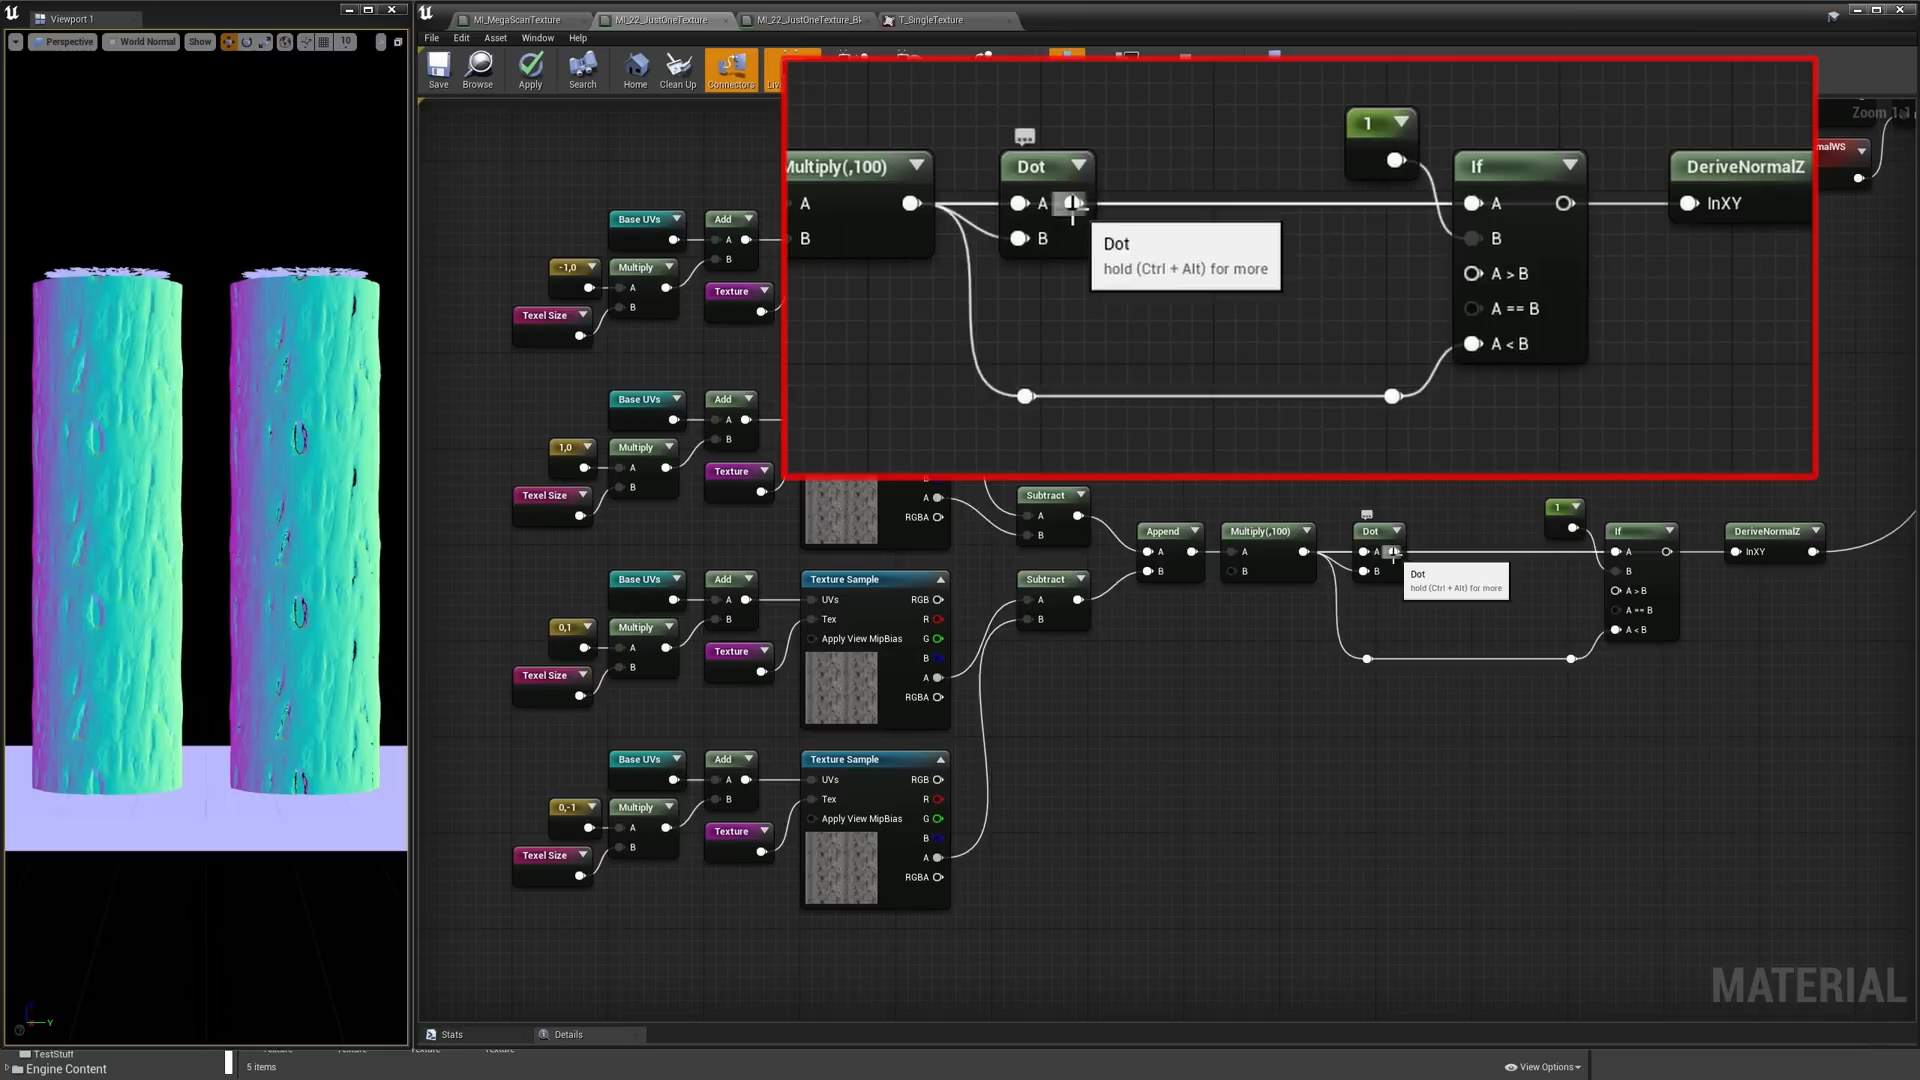 Viewport 1
Perspective
World Normal
Show
10
MI_MegaScanTexture
MI_22_JustOneTexture
MI_22_JustOneTexture_Bk
T_SingleTexture
File Edit Asset Window Help
Save
Browse
Apply
Search
Home
Clean Up
Connectors
Multiply(,100)
A
B
Dot
A
B
Dot
hold (Ctrl + Alt) for more
1
If
A
B
A > B
A == B
A < B
DeriveNormalZ
InXY
Zoom 1:1
malWS
Base UVs
Add
A
B
-1,0
Multiply
A
B
Texel Size
Texture
Base UVs
Add
A
B
1,0
Multiply
A
B
Texel Size
Texture
A
RGBA
Subtract
A
B
Append
A
B
Multiply(,100)
A
B
Dot
A
B
Dot
hold (Ctrl + Alt) for more
1
If
A
B
A > B
A == B
A < B
DeriveNormalZ
InXY
Base UVs
Add
A
B
0,1
Multiply
A
B
Texel Size
Texture
Texture Sample
UVs RGB
Tex R
Apply View MipBias G
B
A
RGBA
Subtract
A
B
Base UVs
Add
A
B
0,-1
Multiply
A
B
Texel Size
Texture
Texture Sample
UVs RGB
Tex R
Apply View MipBias G
B
A
RGBA
MATERIAL
Y
Stats
Details
TestStuff
Engine Content
5 items
View Options